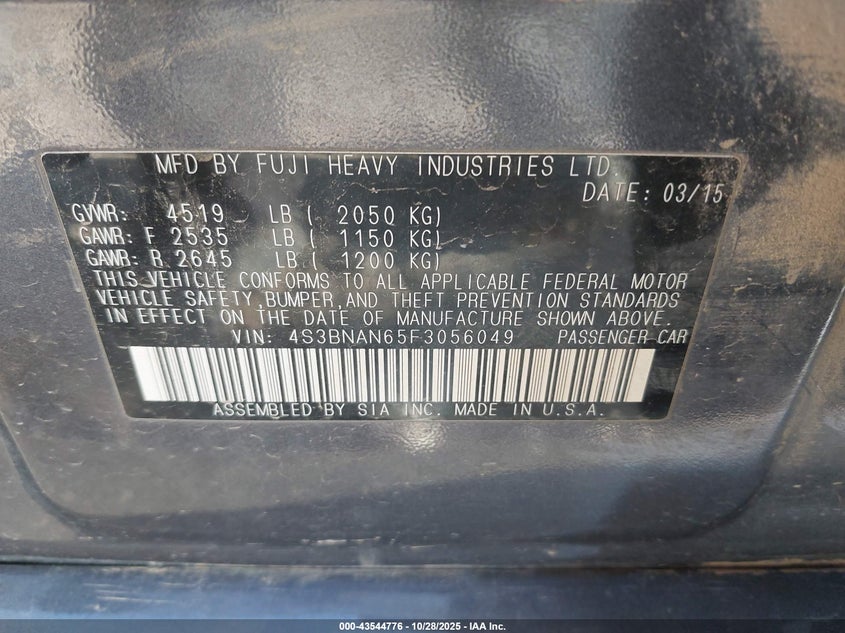 MFD BY FUJI HEAVY INDUSTRIES LTD.
DATE: 03/15
GVWR: 4519 LB ( 2050 KG)
GAWR: F 2535 LB ( 1150 KG)
GAWR: R 2645 LB ( 1200 KG)
THIS VEHICLE CONFORMS TO ALL APPLICABLE FEDERAL MOTOR
VEHICLE SAFETY, BUMPER, AND THEFT PREVENTION STANDARDS
IN EFFECT ON THE DATE OF MANUFACTURE SHOWN ABOVE.
VIN: 4S3BNAN65F3056049 PASSENGER CAR
ASSEMBLED BY SIA INC. MADE IN U.S.A.
000-43544776 | 10/28/2025 | IAA Inc.